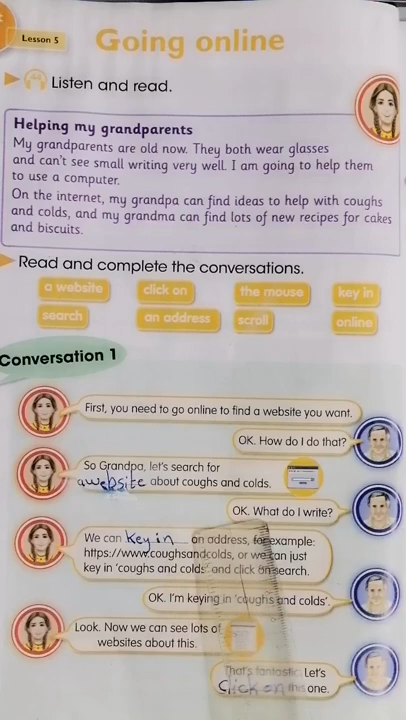 Lesson 5
Going online
Listen and read.
Helping my grandparents
My grandparents are old now. They both wear glasses
and can't see small writing very well. I am going to help them
to use a computer.
On the internet, my grandpa can find ideas to help with coughs
and colds, and my grandma can find lots of new recipes for cakes
and biscuits.
Read and complete the conversations.
a website click on the mouse key in
search an address scroll online
Conversation 1
First, you need to go online to find a website you want.
OK. How do I do that?
So Grandpa, let's search for
a website about coughs and colds.
OK. What do I write?
We can key in an address, for example:
https://www.coughsandcolds, or we can just
key in 'coughs and colds' and click on search.
OK. I'm keying in 'coughs and colds'.
Look. Now we can see lots of
websites about this.
That's fantastic. Let's
click on this one.